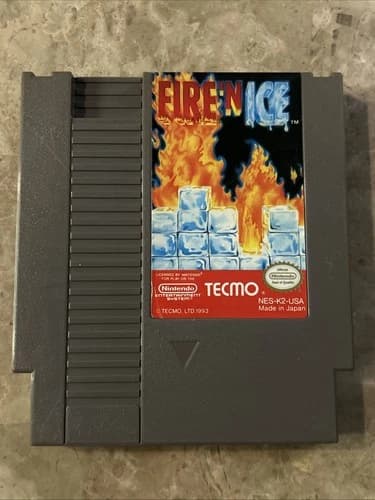 FIRE'N ICE™
LICENSED BY NINTENDO®
FOR PLAY ON THE
Nintendo
ENTERTAINMENT
SYSTEM®
TECMO®
Official
Nintendo
Seal of Quality
NES-K2-USA
Made in Japan
© TECMO, LTD.1993